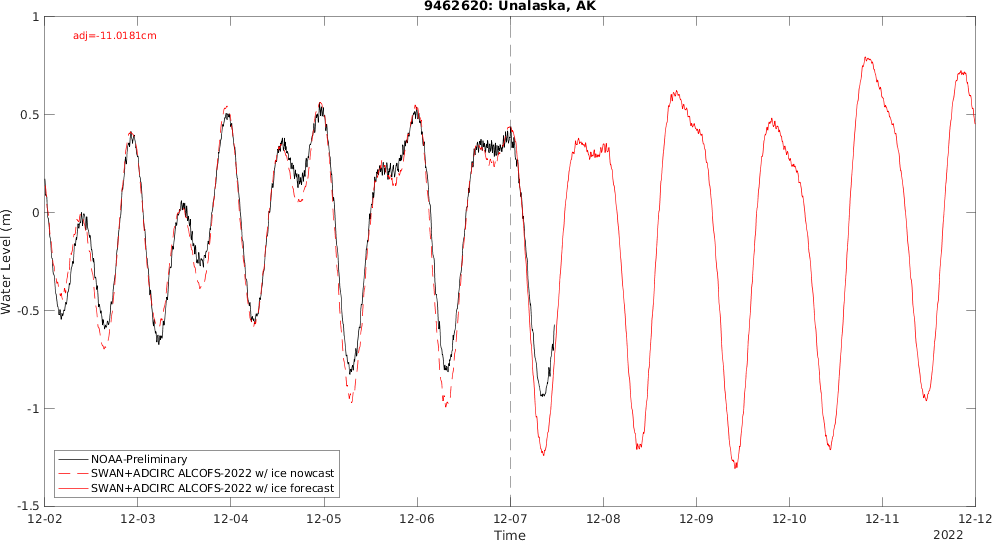 9462620: Unalaska, AK
adj=-11.0181cm
1
0.5
0
-0.5
-1
-1.5
Water Level (m)
NOAA-Preliminary
SWAN+ADCIRC ALCOFS-2022 w/ ice nowcast
SWAN+ADCIRC ALCOFS-2022 w/ ice forecast
12-02 12-03 12-04 12-05 12-06 12-07 12-08 12-09 12-10 12-11 12-12
Time
2022